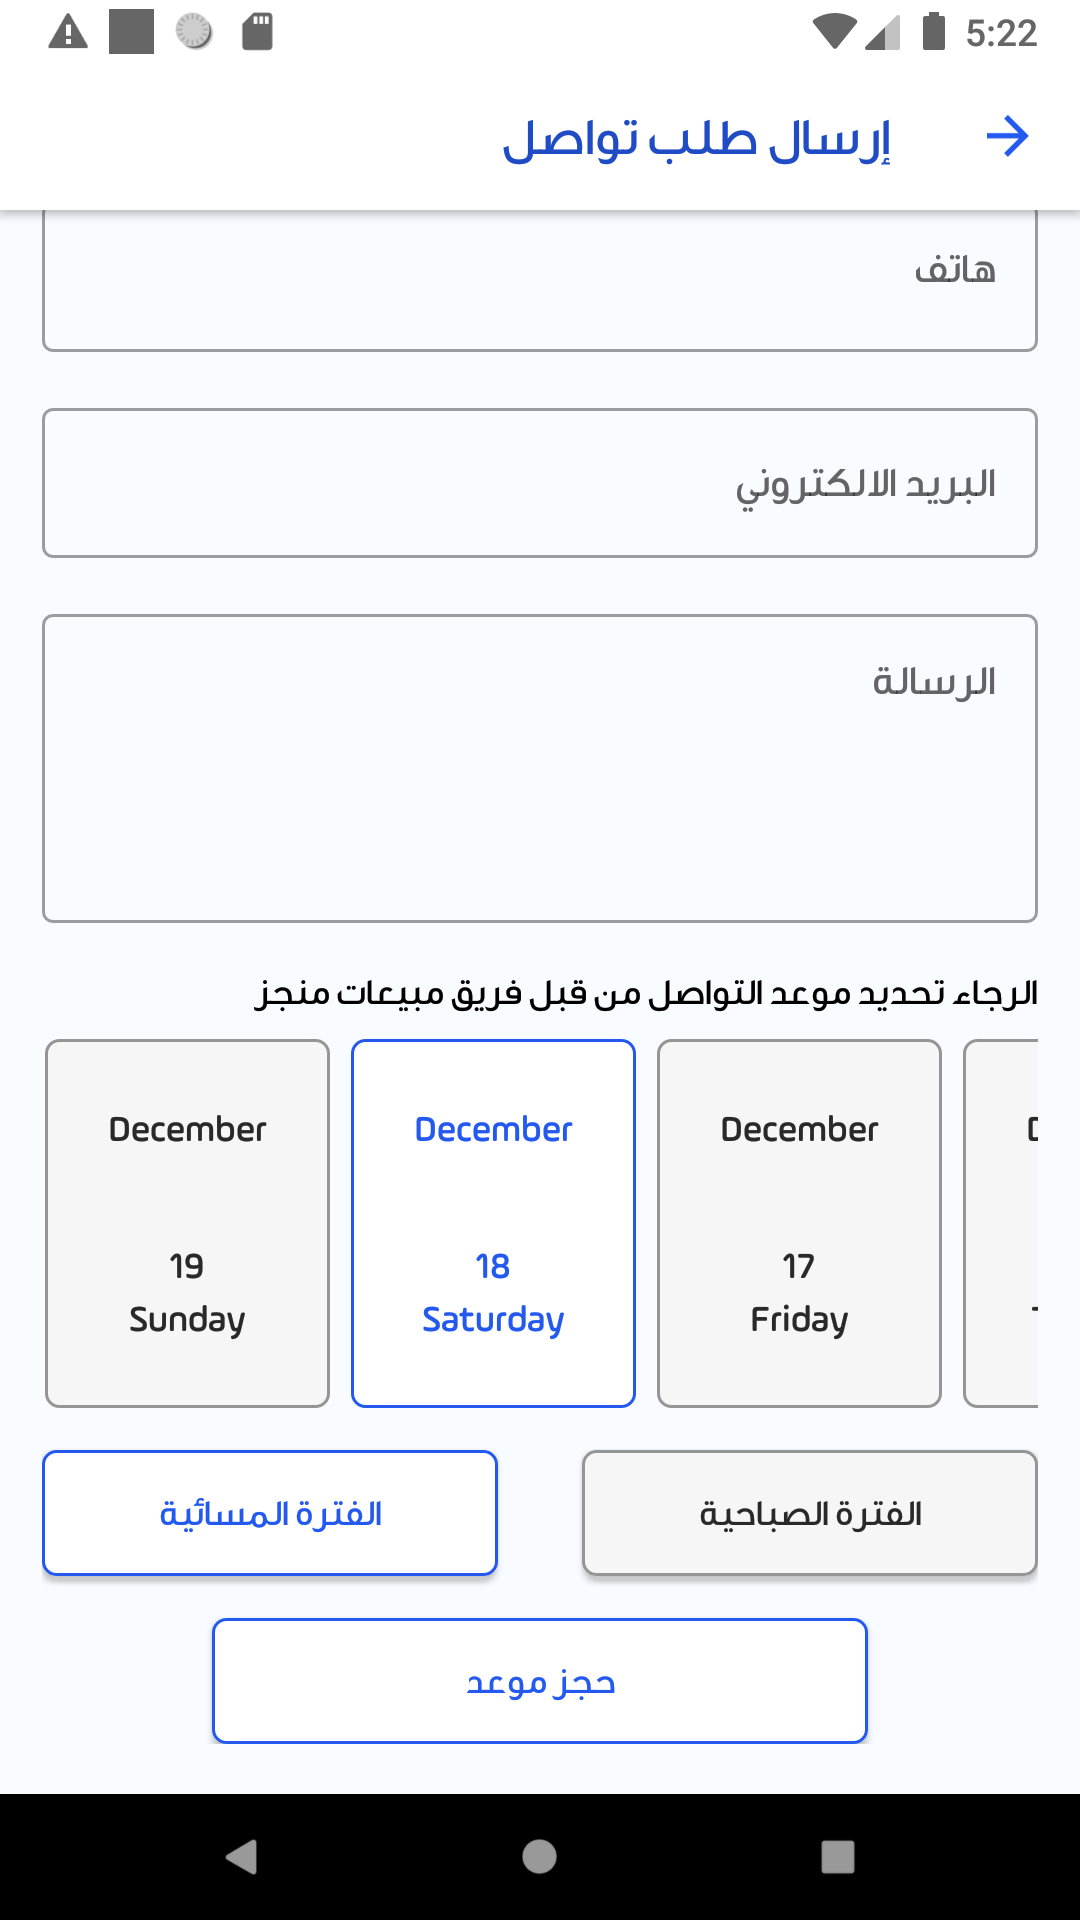 5:22
إرسال طلب تواصل
هاتف
البريد الالكتروني
الرسالة
الرجاء تحديد موعد التواصل من قبل فريق مبيعات منجز
December
19
Sunday
December
18
Saturday
December
17
Friday
الفترة الصباحية
الفترة المسائية
حجز موعد